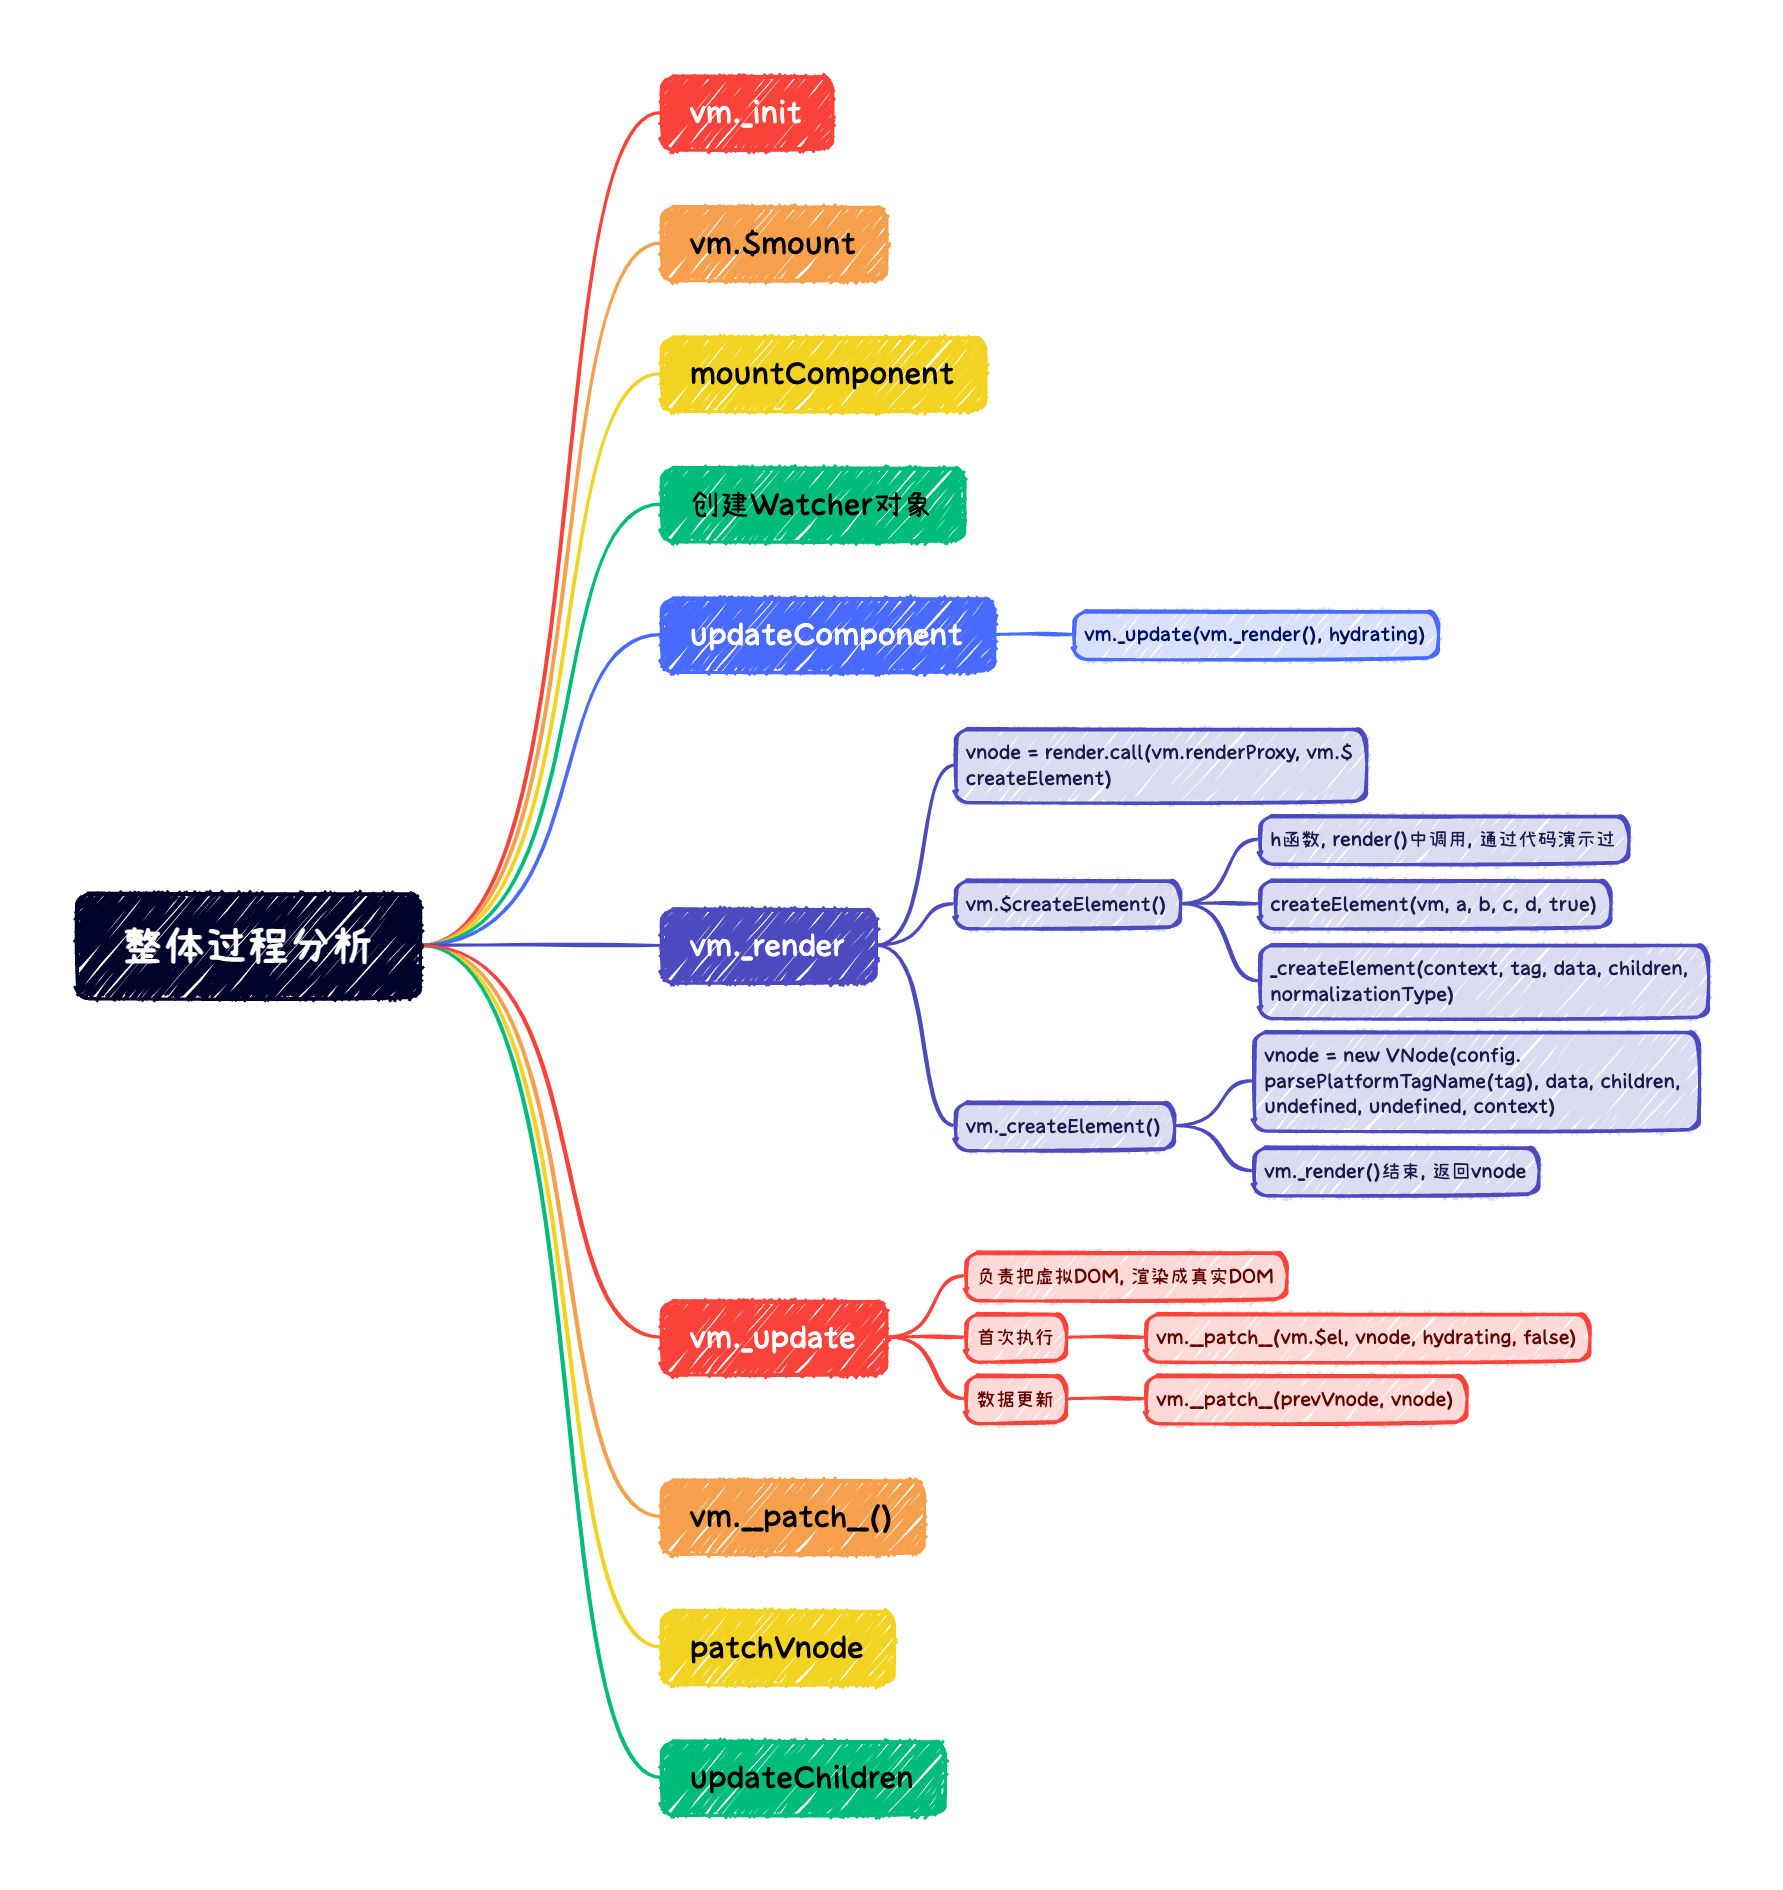 整体过程分析
vm._init
vm.$mount
mountComponent
创建Watcher对象
updateComponent
vm._update(vm._render(), hydrating)
vm._render
vnode = render.call(vm.renderProxy, vm.$
createElement)
vm.$createElement()
h函数, render()中调用, 通过代码演示过
createElement(vm, a, b, c, d, true)
_createElement(context, tag, data, children,
normalizationType)
vm._createElement()
vnode = new VNode(config.
parsePlatformTagName(tag), data, children,
undefined, undefined, context)
vm._render()结束, 返回vnode
vm._update
负责把虚拟DOM, 渲染成真实DOM
首次执行
vm.__patch__(vm.$el, vnode, hydrating, false)
数据更新
vm.__patch__(prevVnode, vnode)
vm.__patch__()
patchVnode
updateChildren